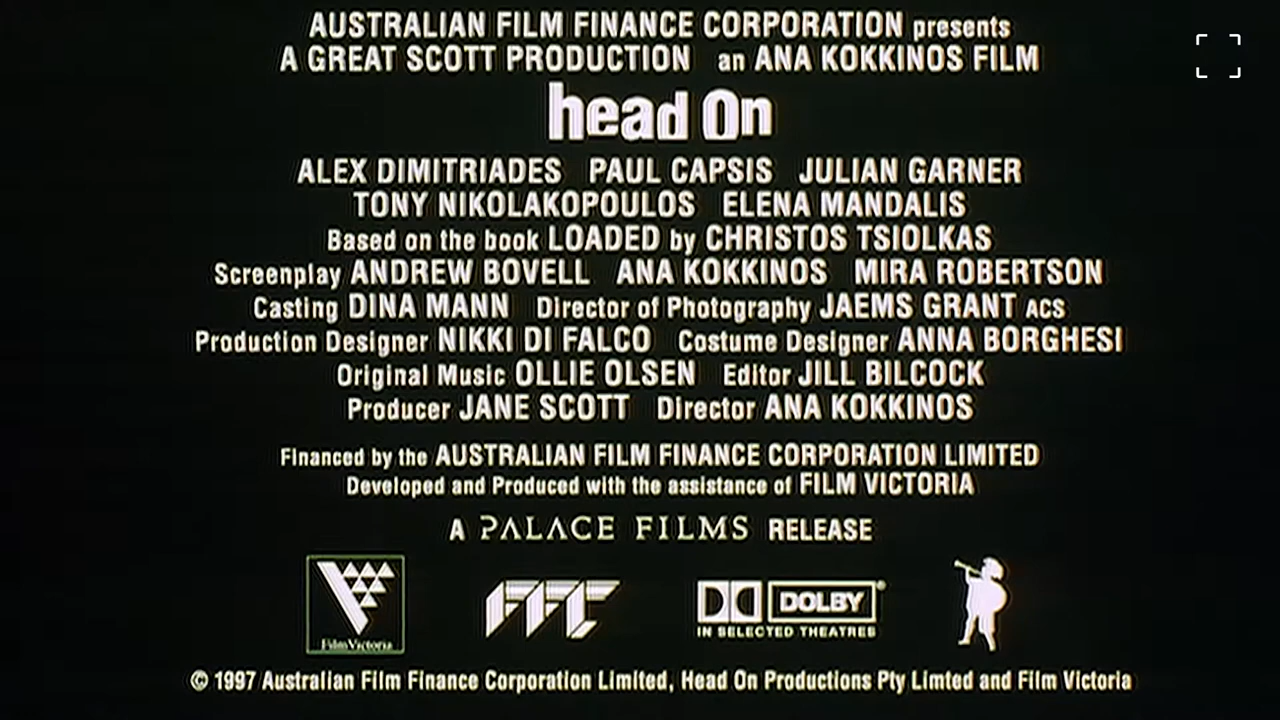 AUSTRALIAN FILM FINANCE CORPORATION presents
A GREAT SCOTT PRODUCTION an ANA KOKKINOS FILM
head On
ALEX DIMITRIADES PAUL CAPSIS JULIAN GARNER
TONY NIKOLAKOPOULOS ELENA MANDALIS
Based on the book LOADED by CHRISTOS TSIOLKAS
Screenplay ANDREW BOVELL ANA KOKKINOS MIRA ROBERTSON
Casting DINA MANN Director of Photography JAEMS GRANT ACS
Production Designer NIKKI DI FALCO Costume Designer ANNA BORGHESI
Original Music OLLIE OLSEN Editor JILL BILCOCK
Producer JANE SCOTT Director ANA KOKKINOS
Financed by the AUSTRALIAN FILM FINANCE CORPORATION LIMITED
Developed and Produced with the assistance of FILM VICTORIA
A PALACE FILMS RELEASE
Film Victoria FFC DOLBY®
IN SELECTED THEATRES
© 1997 Australian Film Finance Corporation Limited, Head On Productions Pty Limted and Film Victoria